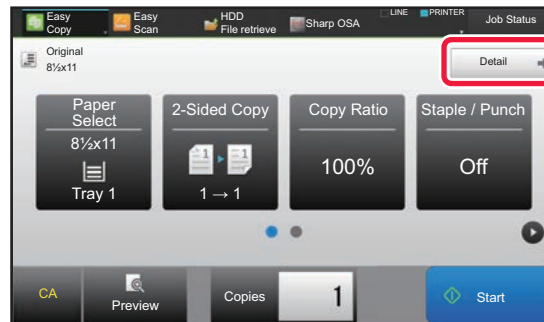 Easy
Copy
Easy
Scan
HDD
File retrieve
Sharp OSA
LINE
PRINTER
Job Status
Original
8½x11
Detail
Paper
Select
8½x11
Tray 1
2-Sided Copy
1
1
1 → 1
Copy Ratio
100%
Staple / Punch
Off
CA
Preview
Copies
1
Start